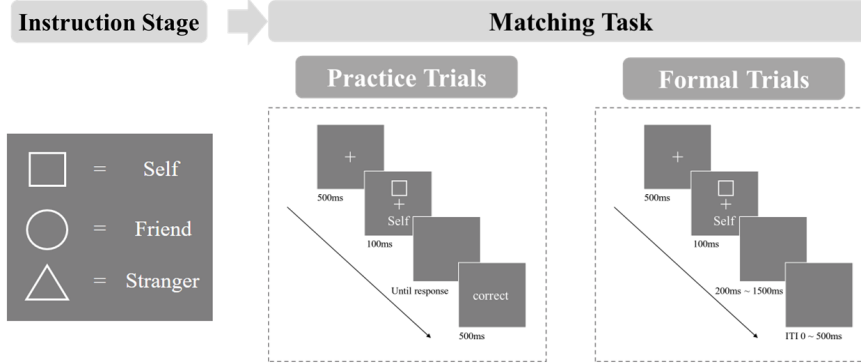 Instruction Stage
Matching Task
Practice Trials
Formal Trials
= Self
= Friend
= Stranger
+
500ms
+
Self
100ms
Until response
correct
500ms
+
500ms
+
Self
100ms
200ms ~ 1500ms
ITI 0 ~ 500ms